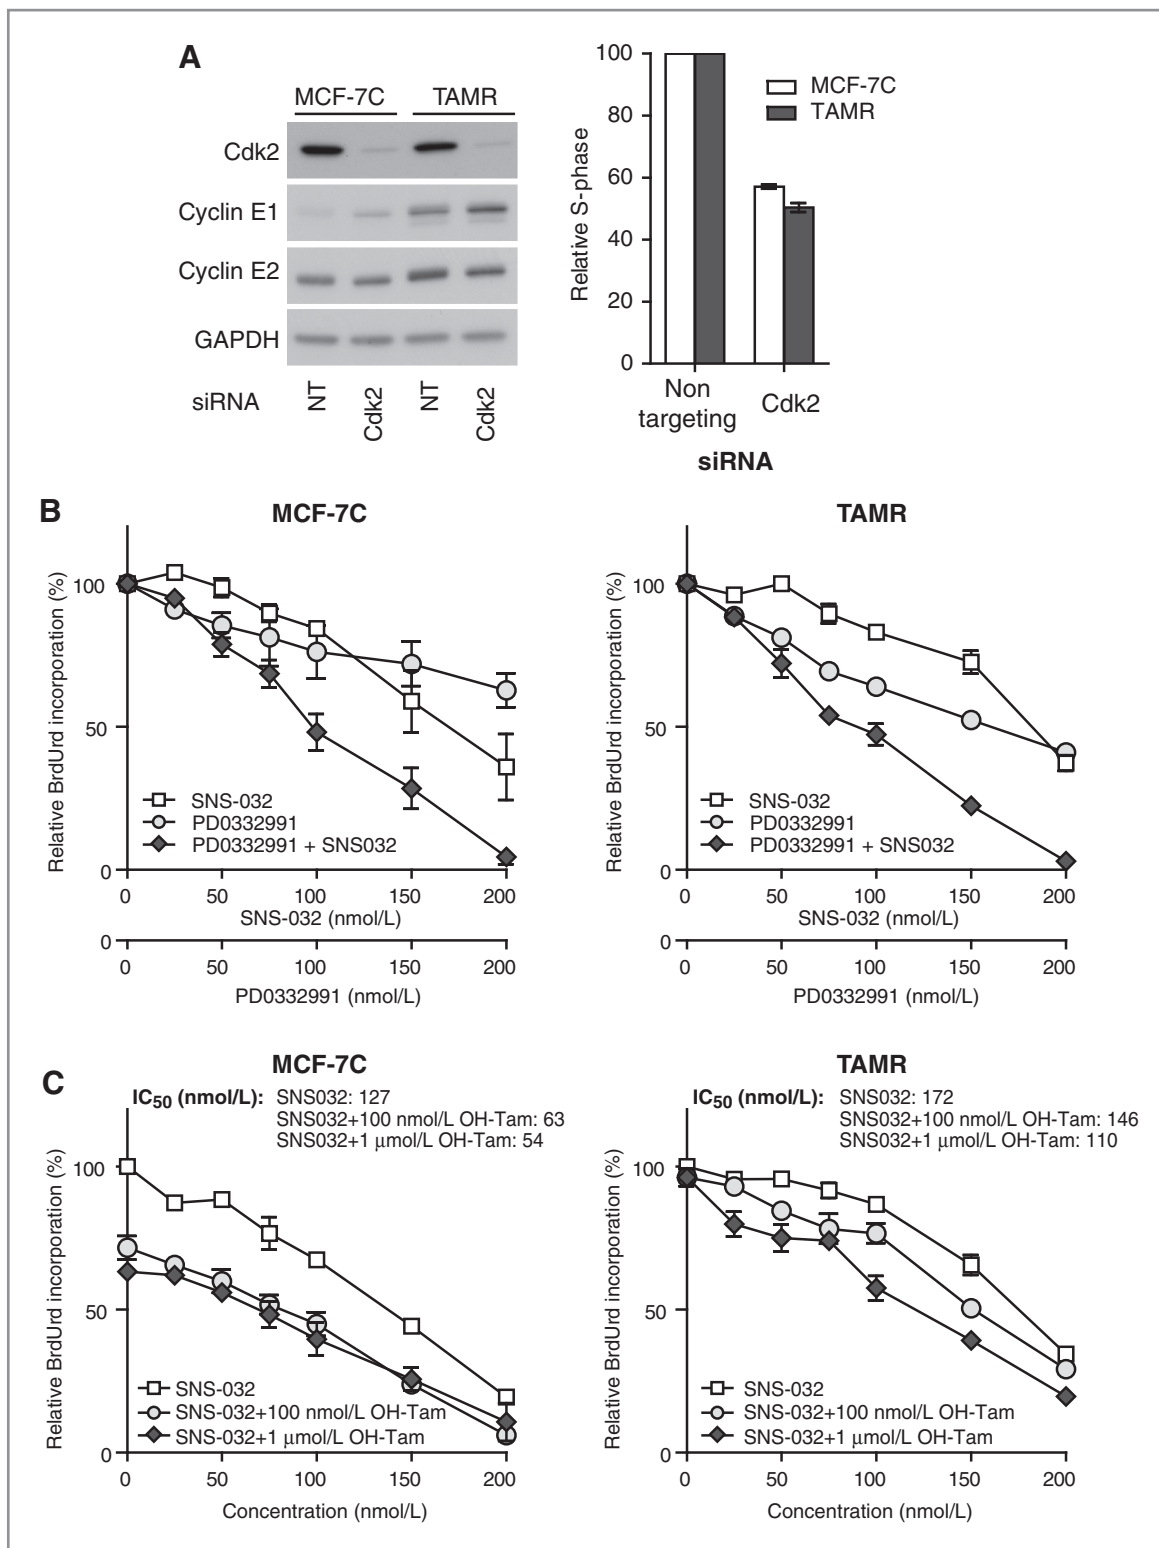 A
MCF-7C TAMR
Cdk2
Cyclin E1
Cyclin E2
GAPDH
siRNA NT Cdk2 NT Cdk2
Relative S-phase
100
80
60
40
20
0
MCF-7C
TAMR
Non targeting
Cdk2
siRNA
B
MCF-7C
Relative BrdUrd incorporation (%)
100
50
0
SNS-032
PD0332991
PD0332991 + SNS032
0 50 100 150 200
SNS-032 (nmol/L)
0
0 50 100 150 200
PD0332991 (nmol/L)
TAMR
Relative BrdUrd incorporation (%)
100
50
0
SNS-032
PD0332991
PD0332991 + SNS032
0 50 100 150 200
SNS-032 (nmol/L)
0
0 50 100 150 200
PD0332991 (nmol/L)
C
MCF-7C
IC50 (nmol/L): SNS032: 127
SNS032+100 nmol/L OH-Tam: 63
SNS032+1 μmol/L OH-Tam: 54
Relative BrdUrd incorporation (%)
100
50
0
SNS-032
SNS-032+100 nmol/L OH-Tam
SNS-032+1 μmol/L OH-Tam
0 50 100 150 200
Concentration (nmol/L)
TAMR
IC50 (nmol/L): SNS032: 172
SNS032+100 nmol/L OH-Tam: 146
SNS032+1 μmol/L OH-Tam: 110
Relative BrdUrd incorporation (%)
100
50
0
SNS-032
SNS-032+100 nmol/L OH-Tam
SNS-032+1 μmol/L OH-Tam
0 50 100 150 200
Concentration (nmol/L)